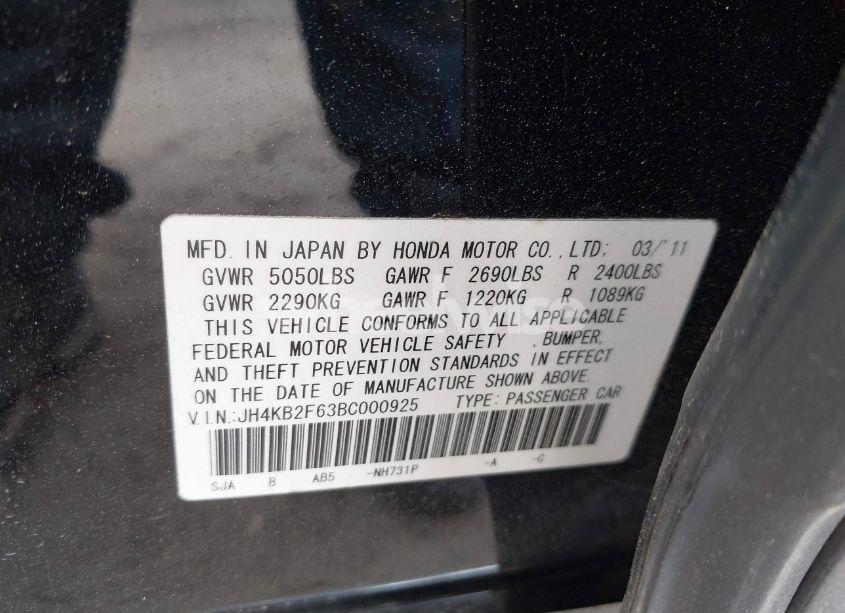 MFD. IN JAPAN BY HONDA MOTOR CO.,LTD; 03/'11
GVWR 5050LBS GAWR F 2690LBS R 2400LBS
GVWR 2290KG GAWR F 1220KG R 1089KG
THIS VEHICLE CONFORMS TO ALL APPLICABLE
FEDERAL MOTOR VEHICLE SAFETY , BUMPER,
AND THEFT PREVENTION STANDARDS IN EFFECT
ON THE DATE OF MANUFACTURE SHOWN ABOVE.
V.I.N.:JH4KB2F63BC000925 TYPE: PASSENGER CAR
SJA B AB5 -NH731P -A -C